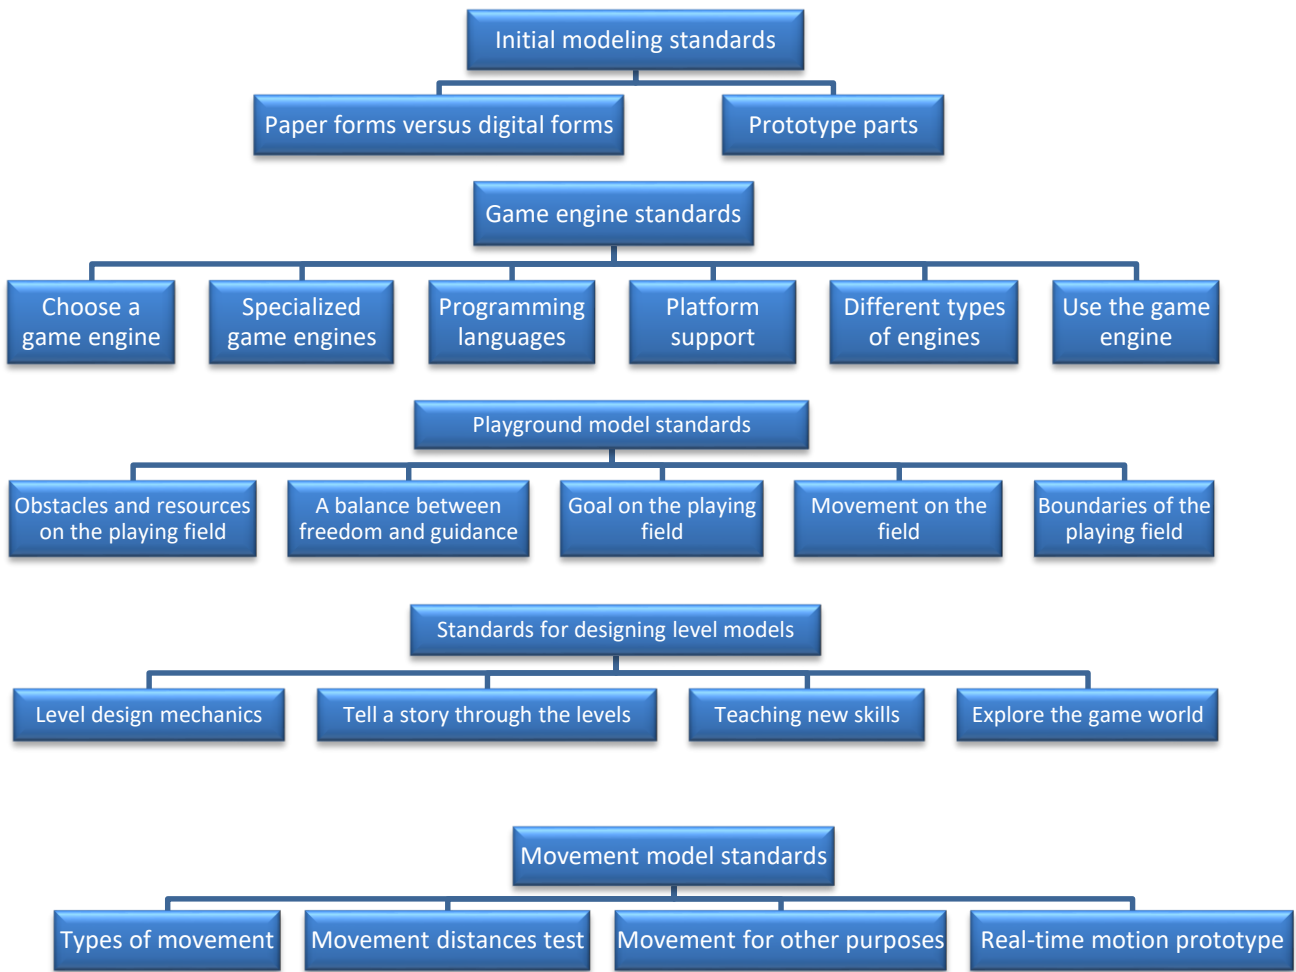 Initial modeling standards
Paper forms versus digital forms
Prototype parts
Game engine standards
Choose a
game engine
Specialized
game engines
Programming
languages
Platform
support
Different types
of engines
Use the game
engine
Playground model standards
Obstacles and resources
on the playing field
A balance between
freedom and guidance
Goal on the playing
field
Movement on the
field
Boundaries of the
playing field
Standards for designing level models
Level design mechanics
Tell a story through the levels
Teaching new skills
Explore the game world
Movement model standards
Types of movement
Movement distances test
Movement for other purposes
Real-time motion prototype